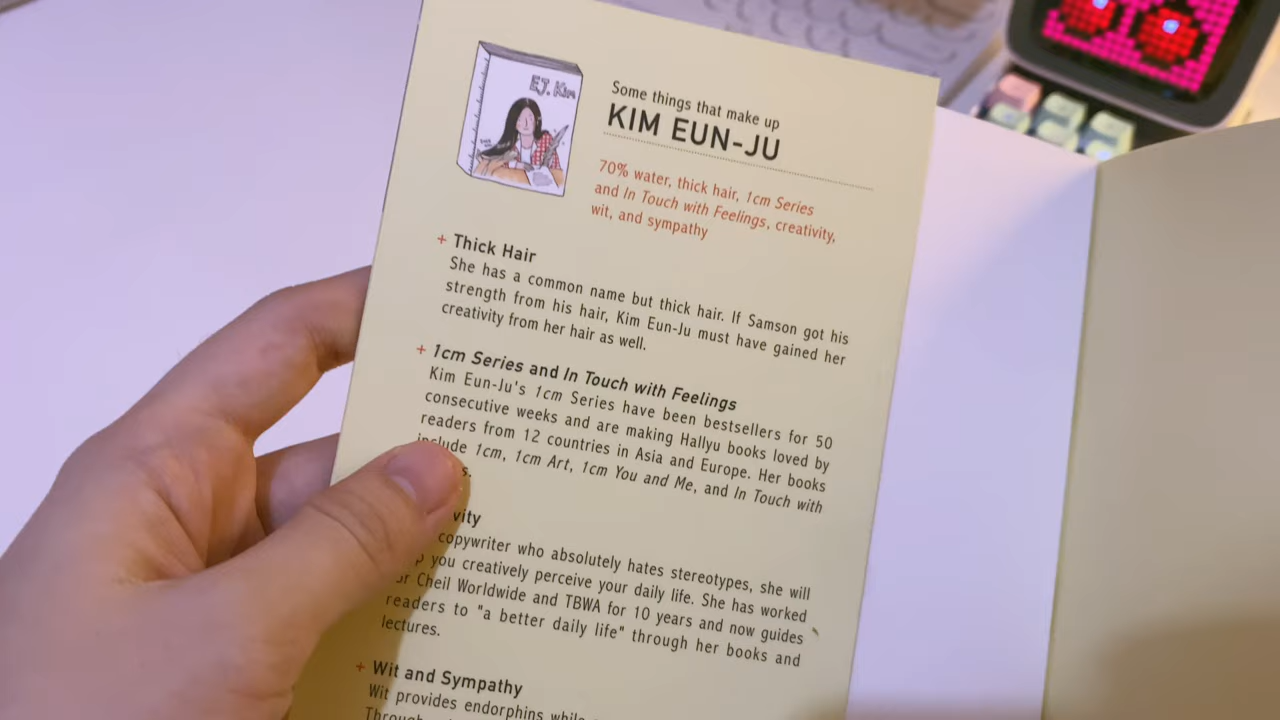 E.J. Kim
Some things that make up
KIM EUN-JU
70% water, thick hair, 1cm Series
and In Touch with Feelings, creativity,
wit, and sympathy
+ Thick Hair
She has a common name but thick hair. If Samson got his
strength from his hair, Kim Eun-Ju must have gained her
creativity from her hair as well.
+ 1cm Series and In Touch with Feelings
Kim Eun-Ju's 1cm Series have been bestsellers for 50
consecutive weeks and are making Hallyu books loved by
readers from 12 countries in Asia and Europe. Her books
include 1cm, 1cm Art, 1cm You and Me, and In Touch with
s.
vity
copywriter who absolutely hates stereotypes, she will
p you creatively perceive your daily life. She has worked
or Cheil Worldwide and TBWA for 10 years and now guides
readers to "a better daily life" through her books and
lectures.
+ Wit and Sympathy
Wit provides endorphins while